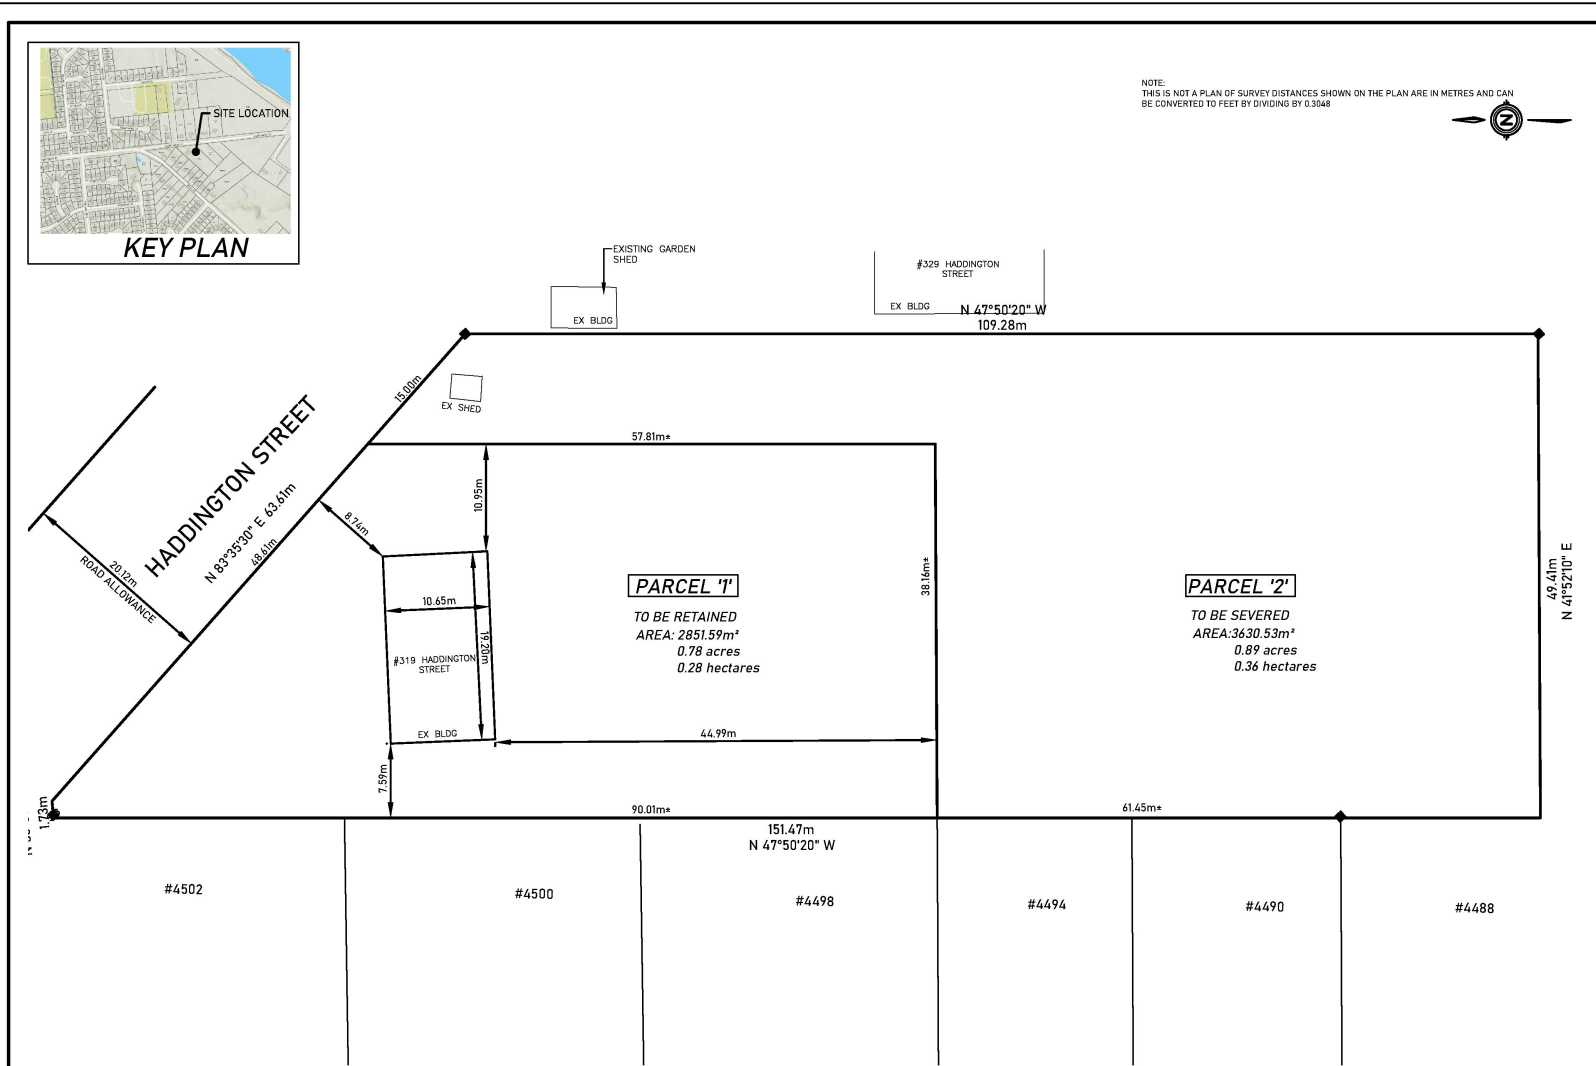 SITE LOCATION
KEY PLAN
NOTE:
THIS IS NOT A PLAN OF SURVEY DISTANCES SHOWN ON THE PLAN ARE IN METRES AND CAN
BE CONVERTED TO FEET BY DIVIDING BY 0.3048
N
EXISTING GARDEN
SHED
EX BLDG
#329 HADDINGTON
STREET
EX BLDG
N 47°50'20" W
109.28m
15.00m
EX SHED
HADDINGTON STREET
N 83°35'30" E 63.61m
48.61m
20.12m
ROAD ALLOWANCE
57.81m±
10.95m
8.74m
10.65m
19.20m
#319 HADDINGTON
STREET
EX BLDG
7.59m
44.99m
38.16m±
PARCEL '1'
TO BE RETAINED
AREA: 2851.59m²
0.78 acres
0.28 hectares
PARCEL '2'
TO BE SEVERED
AREA:3630.53m²
0.89 acres
0.36 hectares
49.41m
N 41°52'10" E
1.73m
90.01m±
61.45m±
151.47m
N 47°50'20" W
#4502
#4500
#4498
#4494
#4490
#4488